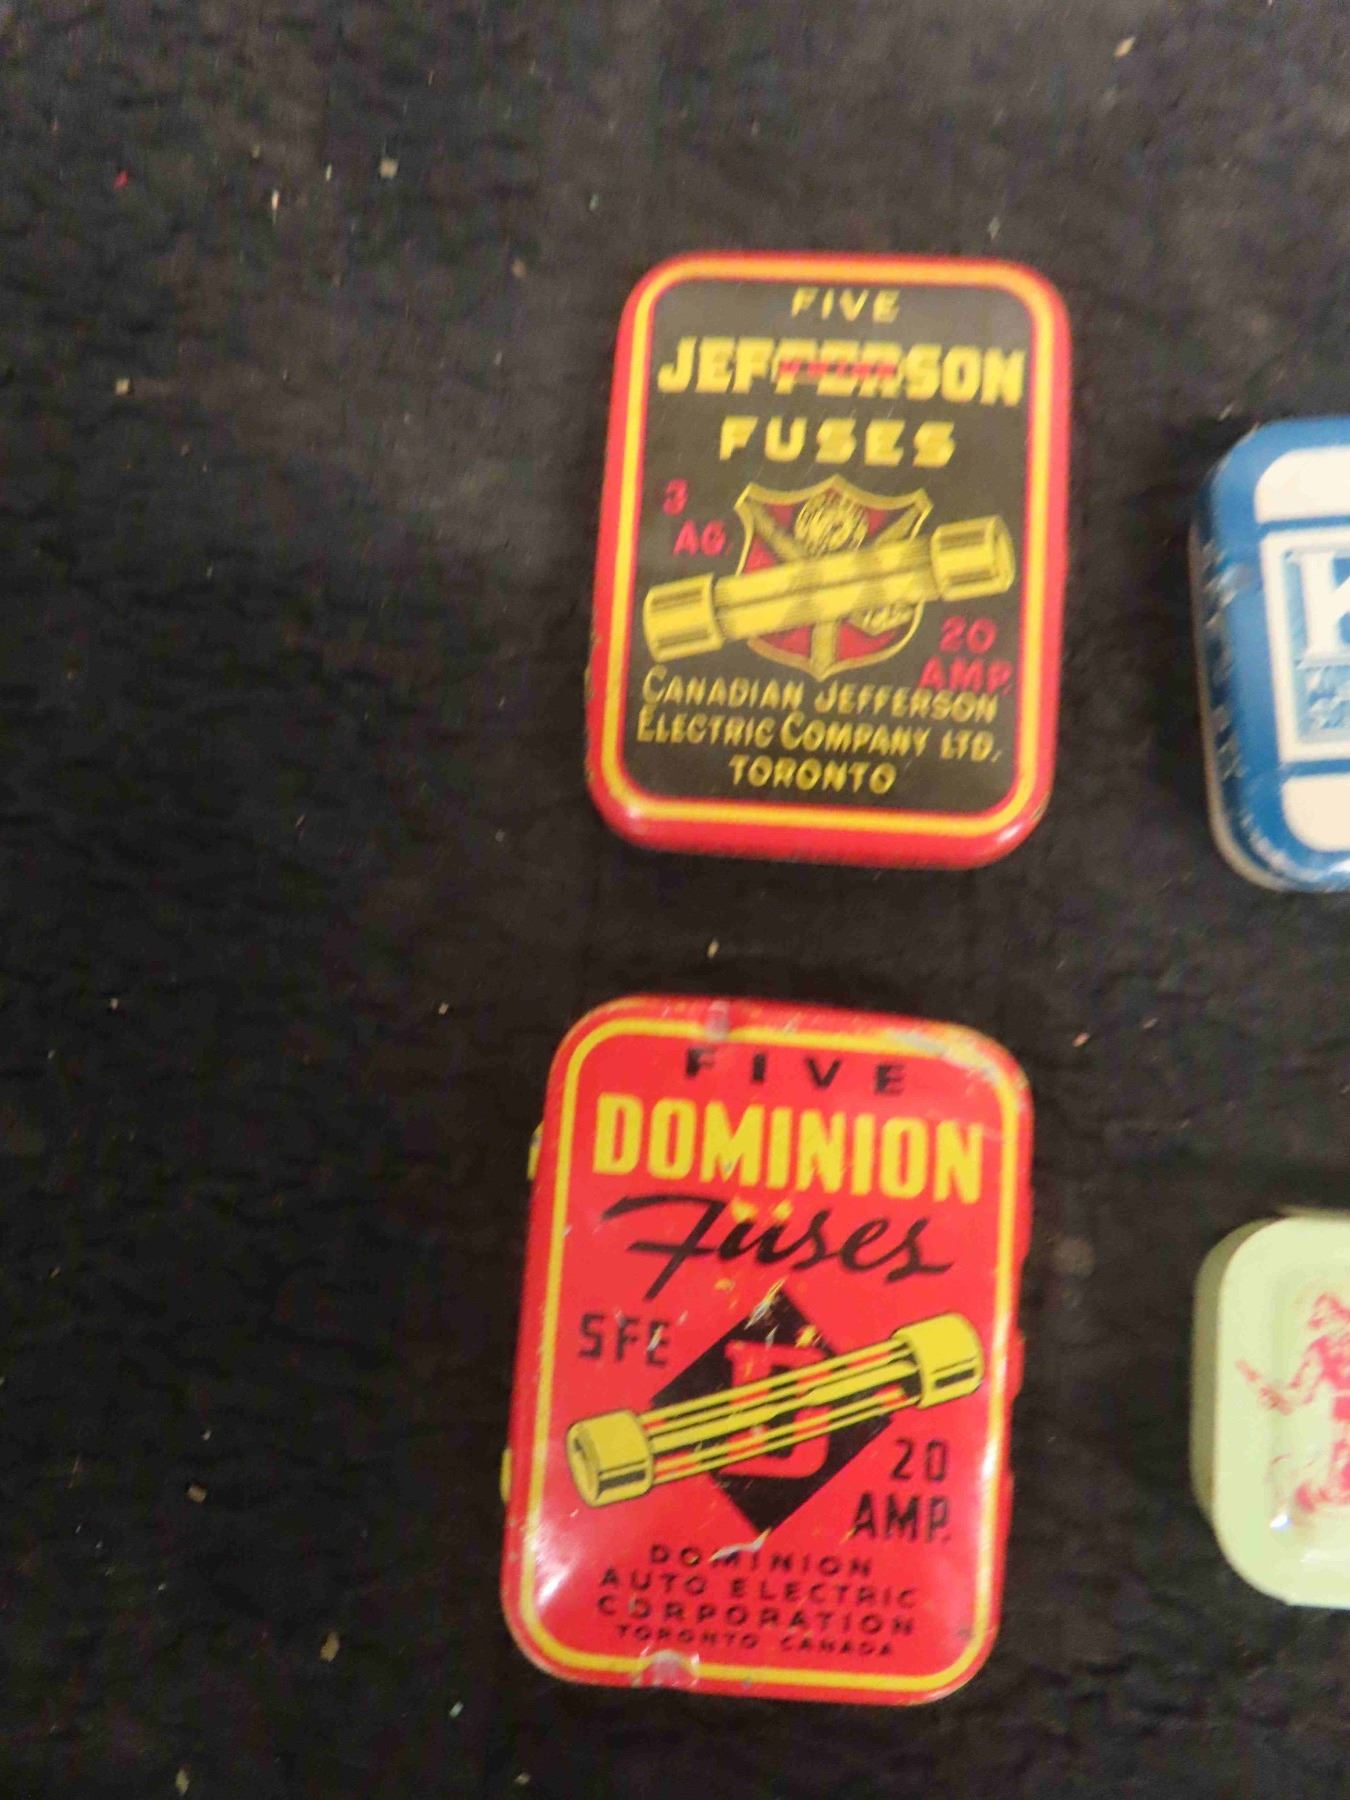 FIVE
JEFFERSON
FUSES
3
AG.
20
AMP.
CANADIAN JEFFERSON
ELECTRIC COMPANY LTD.
TORONTO
FIVE
DOMINION
Fuses
SFE
D
20
AMP.
DOMINION
AUTO ELECTRIC
CORPORATION
TORONTO CANADA